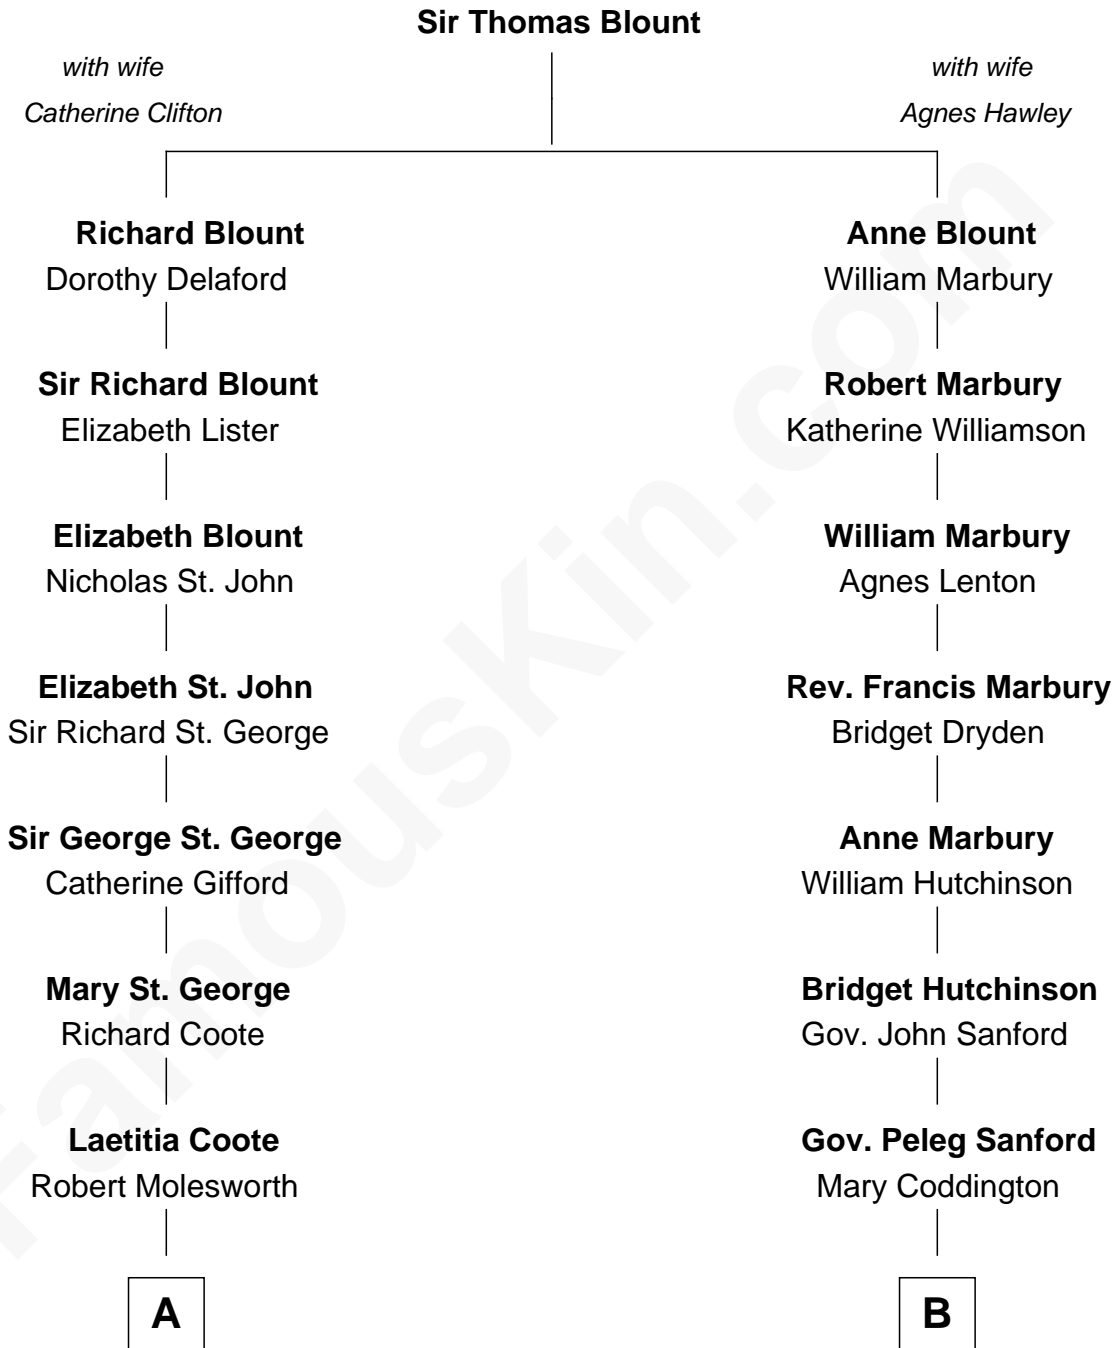 Sir Thomas Blount
with wife
Catherine Clifton
with wife
Agnes Hawley
Richard Blount
Dorothy Delaford
Anne Blount
William Marbury
Sir Richard Blount
Elizabeth Lister
Robert Marbury
Katherine Williamson
Elizabeth Blount
Nicholas St. John
William Marbury
Agnes Lenton
Elizabeth St. John
Sir Richard St. George
Rev. Francis Marbury
Bridget Dryden
Sir George St. George
Catherine Gifford
Anne Marbury
William Hutchinson
Mary St. George
Richard Coote
Bridget Hutchinson
Gov. John Sanford
Laetitia Coote
Robert Molesworth
Gov. Peleg Sanford
Mary Coddington
A
B
FamousKin.com